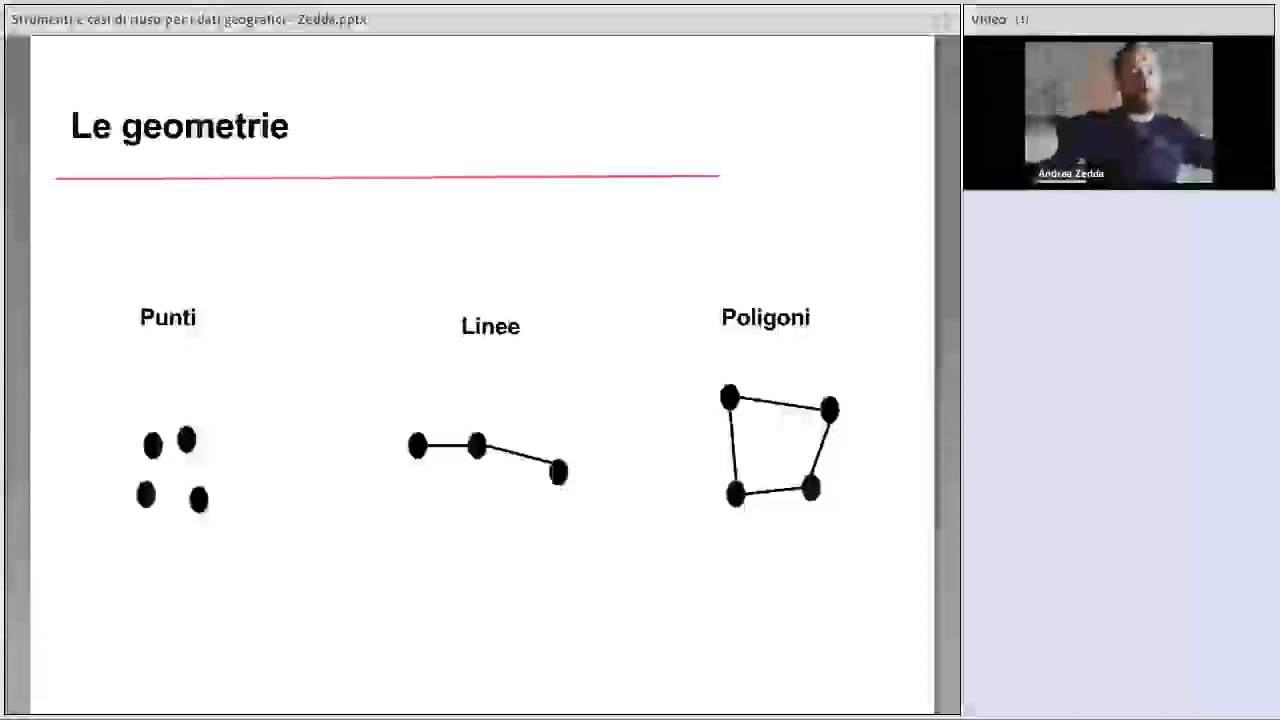 Strumenti e casi di riuso per i dati geografici - Zedda.pptx
Video (1)
Andrea Zedda
Le geometrie
Punti
Linee
Poligoni